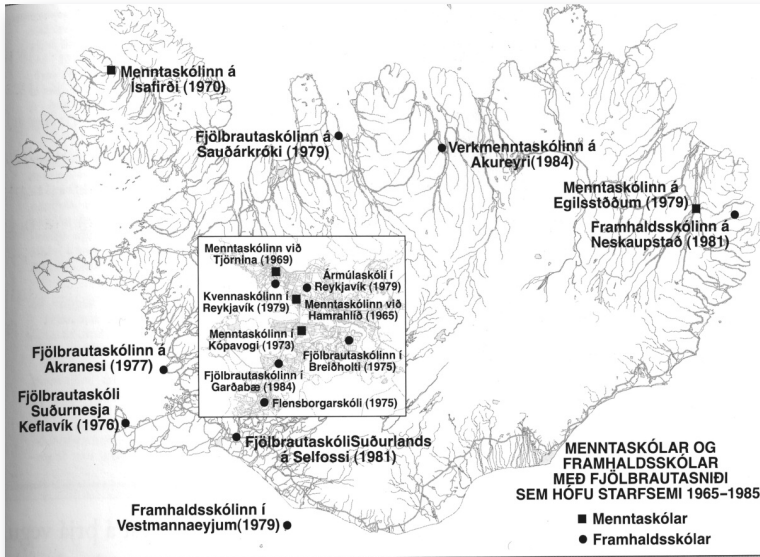 Menntaskólinn á
Ísafirði (1970)
Fjölbrautaskólinn á
Sauðárkróki (1979)
Verkmenntaskólinn á
Akureyri(1984)
Menntaskólinn á
Egilsstöðum (1979)
Framhaldsskólinn á
Neskaupstað (1981)
Menntaskólinn við
Tjörnina (1969)
Ármúlaskóli í
Reykjavík (1979)
Kvennaskólinn í
Reykjavík (1979)
Menntaskólinn við
Hamrahlíð (1965)
Menntaskólinn í
Kópavogi (1973)
Fjölbrautaskólinn í
Breiðholti (1975)
Fjölbrautaskólinn í
Garðabæ (1984)
Flensborgarskóli (1975)
Fjölbrautaskólinn á
Akranesi (1977)
Fjölbrautaskóli
Suðurnesja
Keflavík (1976)
FjölbrautaskóliSuðurlands
á Selfossi (1981)
Framhaldsskólinn í
Vestmannaeyjum(1979)
MENNTASKÓLAR OG
FRAMHALDSSKÓLAR
MEÐ FJÖLBRAUTASNIÐI
SEM HÓFU STARFSEMI 1965–1985
Menntaskólar
Framhaldsskólar